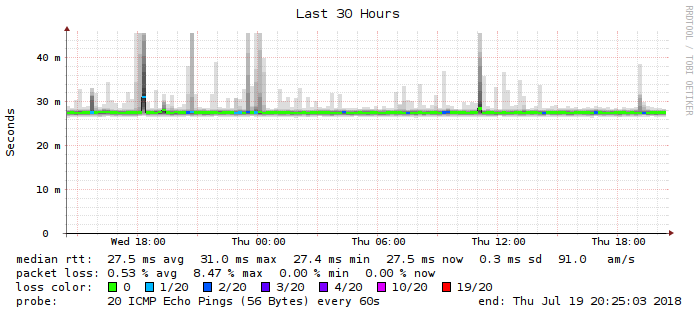 Last 30 Hours
RRDTOOL / TOBI OETIKER
Seconds
40 m
30 m
20 m
10 m
0
Wed 18:00 Thu 00:00 Thu 06:00 Thu 12:00 Thu 18:00
median rtt: 27.5 ms avg 31.0 ms max 27.4 ms min 27.5 ms now 0.3 ms sd 91.0 am/s
packet loss: 0.53 % avg 8.47 % max 0.00 % min 0.00 % now
loss color: 0 1/20 2/20 3/20 4/20 10/20 19/20
probe: 20 ICMP Echo Pings (56 Bytes) every 60s end: Thu Jul 19 20:25:03 2018